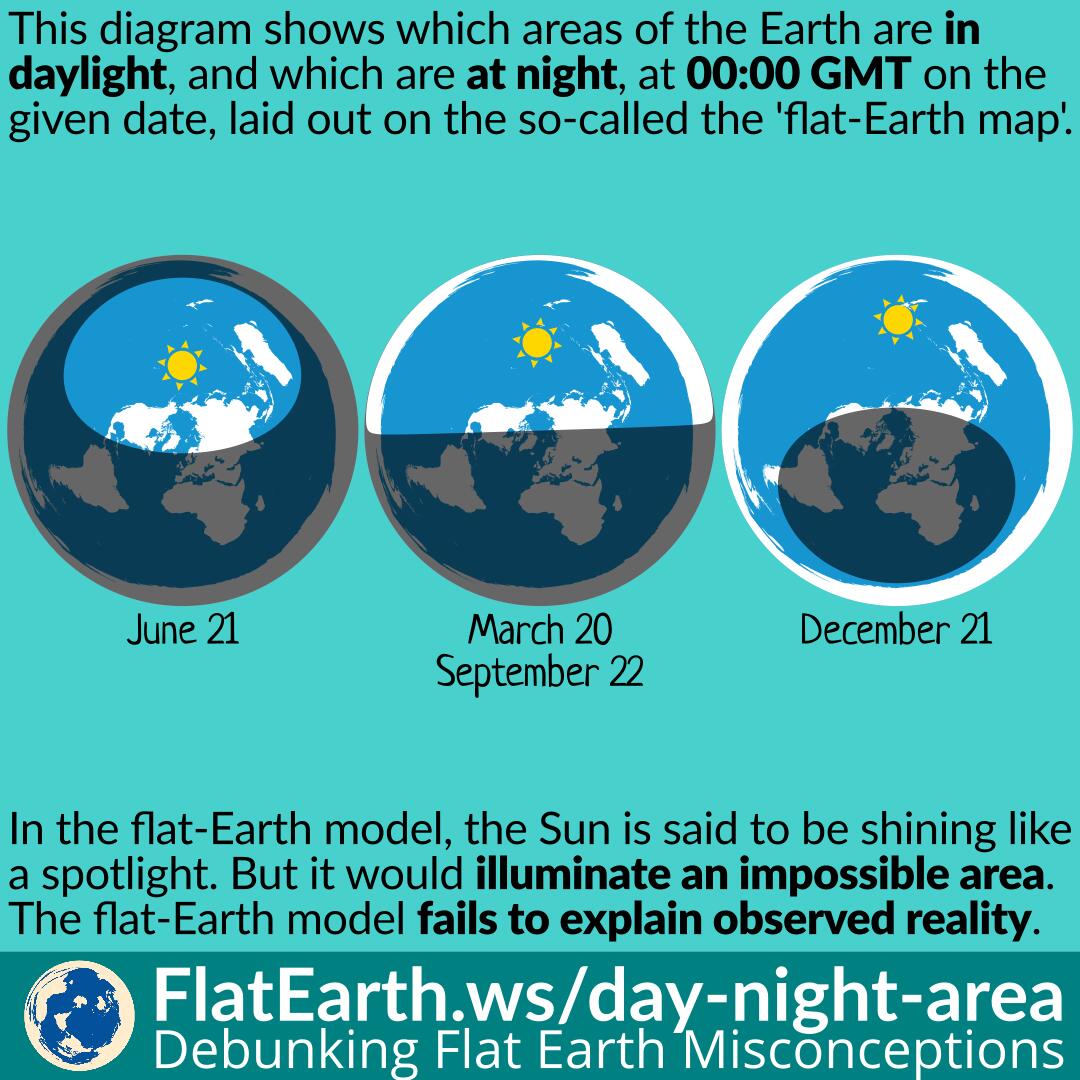 This diagram shows which areas of the Earth are in
daylight, and which are at night, at 00:00 GMT on the
given date, laid out on the so-called the 'flat-Earth map'.
June 21
March 20
September 22
December 21
In the flat-Earth model, the Sun is said to be shining like
a spotlight. But it would illuminate an impossible area.
The flat-Earth model fails to explain observed reality.
FlatEarth.ws/day-night-area
Debunking Flat Earth Misconceptions